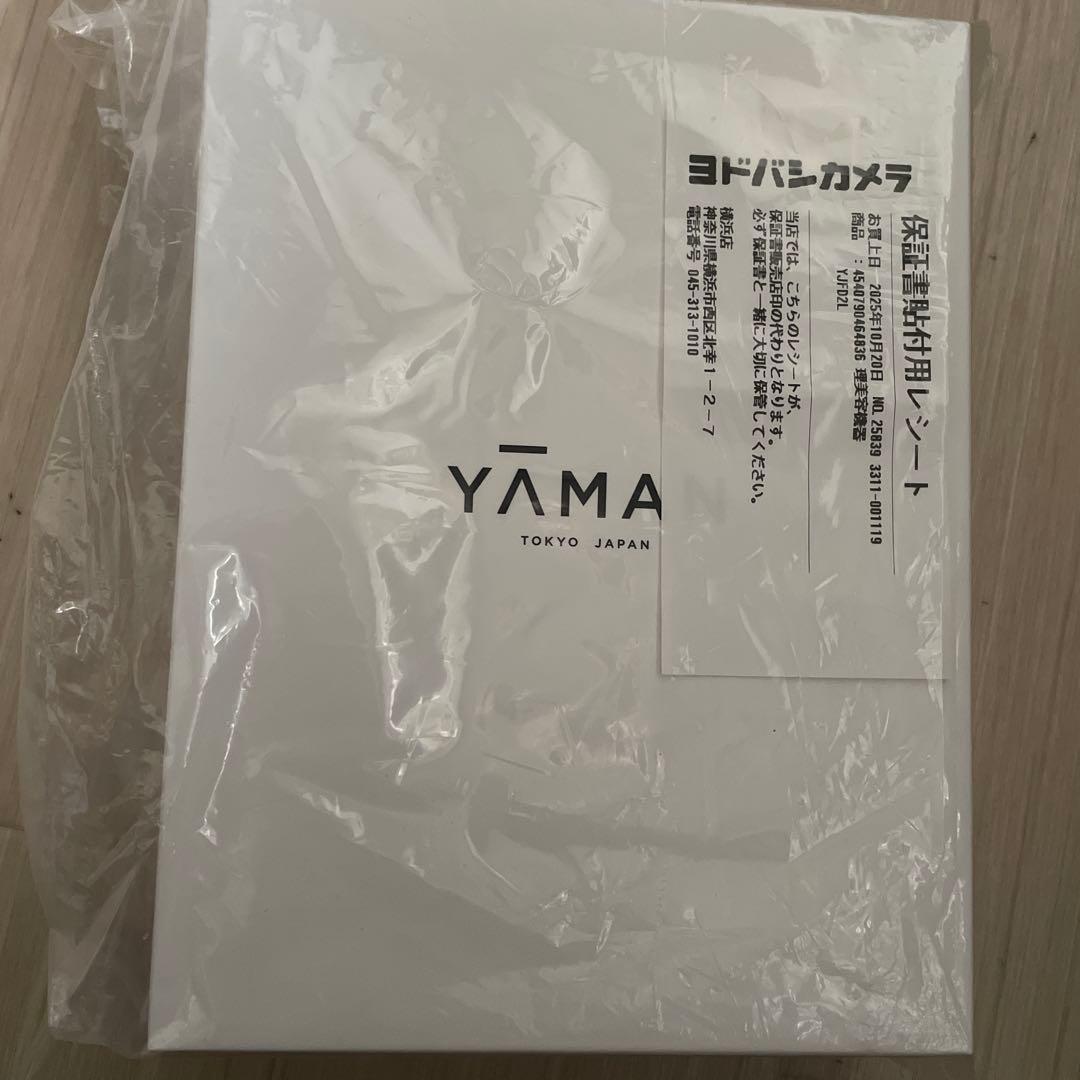 YAMA
TOKYO JAPAN
ヨドバシカメラ
保証書貼付用レシート
お買上日 2025年10月20日 NO.25839 3311-001119
商品 :4540790464836 理美容機器
YJFD2L
当店では、こちらのレシートが、
保証書販売店印の代わりとなります。
必ず保証書と一緒に大切に保管してください。
横浜店
神奈川県横浜市西区北幸1-2-7
電話番号 045-313-1010